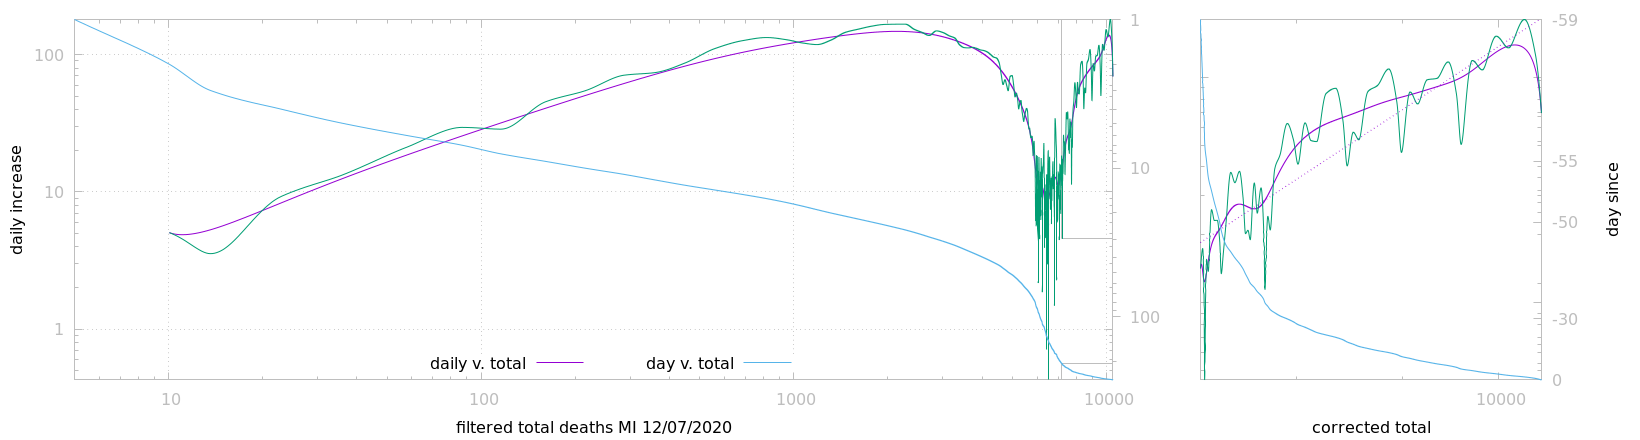 100
10
1
daily increase
daily v. total
day v. total
10
100
1000
10000
filtered total deaths MI 12/07/2020
1
10
100
-59
-55
-50
-30
0
day since
10000
corrected total